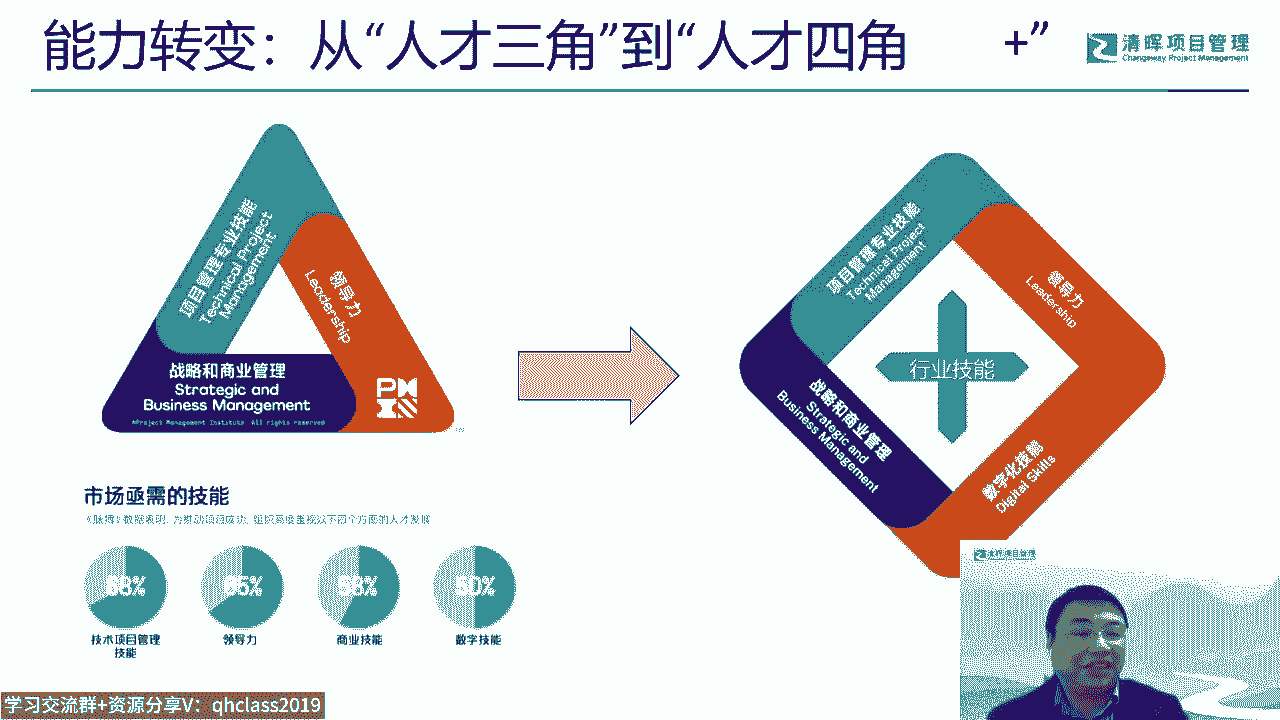 能力转变：从“人才三角”到“人才四角 +”
清晖项目管理
Changeway Project Management
项目管理专业技能
Technical Project
Management
领导力
Leadership
战略和商业管理
Strategic and
Business Management
©Project Management Institute. All rights reserved
项目管理专业技能
Technical Project
Management
领导力
Leadership
行业技能
战略和商业管理
Strategic and
Business Management
数字化技能
Digital Skills
市场亟需的技能
《脉搏》数据表明，为推动项目成功，组织高度重视以下四个方面的人才发展
68%
65%
58%
50%
技术项目管理
技能
领导力
商业技能
数字技能
清晖项目管理
学习交流群+资源分享V：qhclass2019